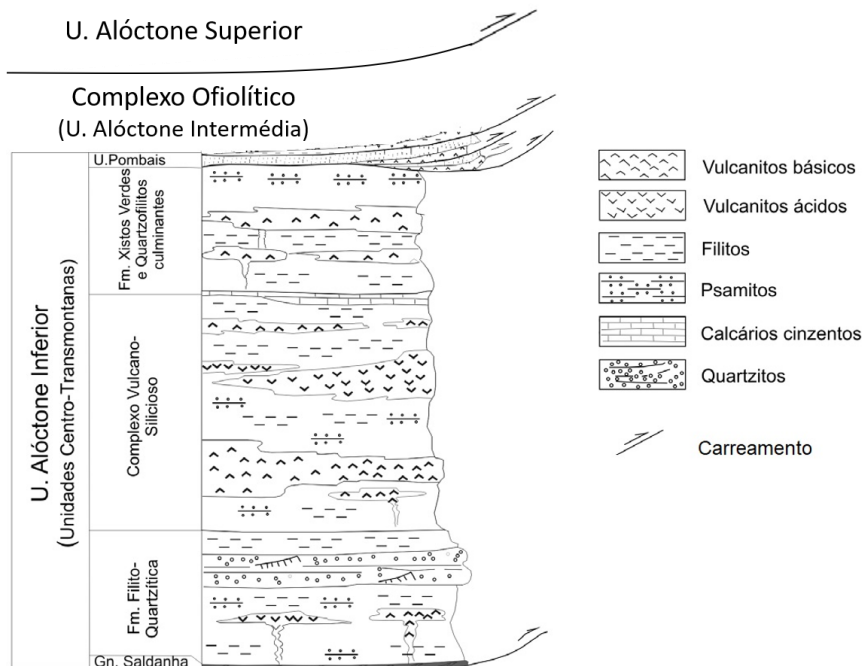 U. Alóctone Superior
Complexo Ofiolítico
(U. Alóctone Intermédia)
U.Pombais
Fm. Xistos Verdes
e Quartzofilitos
culminantes
U. Alóctone Inferior
(Unidades Centro-Transmontanas)
Complexo Vulcano-
Silicioso
Fm. Filito-
Quartzítica
Gn. Saldanha
Vulcanitos básicos
Vulcanitos ácidos
Filitos
Psamitos
Calcários cinzentos
Quartzitos
Carreamento